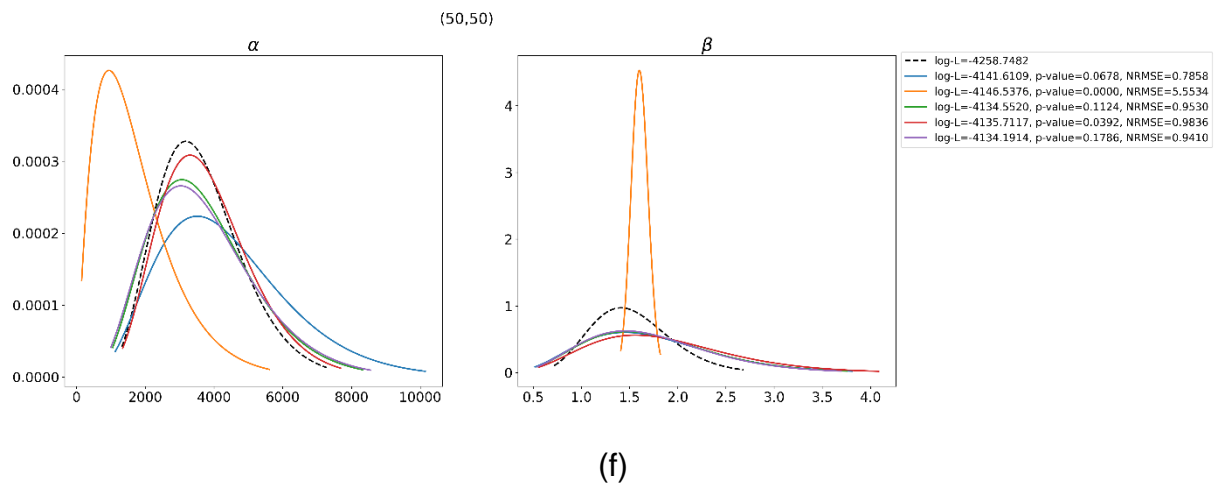 (50,50)
α
β
0.0004
0.0003
0.0002
0.0001
0.0000
0 2000 4000 6000 8000 10000
4
3
2
1
0
0.5 1.0 1.5 2.0 2.5 3.0 3.5 4.0
log-L=-4258.7482
log-L=-4141.6109, p-value=0.0678, NRMSE=0.7858
log-L=-4146.5376, p-value=0.0000, NRMSE=5.5534
log-L=-4134.5520, p-value=0.1124, NRMSE=0.9530
log-L=-4135.7117, p-value=0.0392, NRMSE=0.9836
log-L=-4134.1914, p-value=0.1786, NRMSE=0.9410
(f)